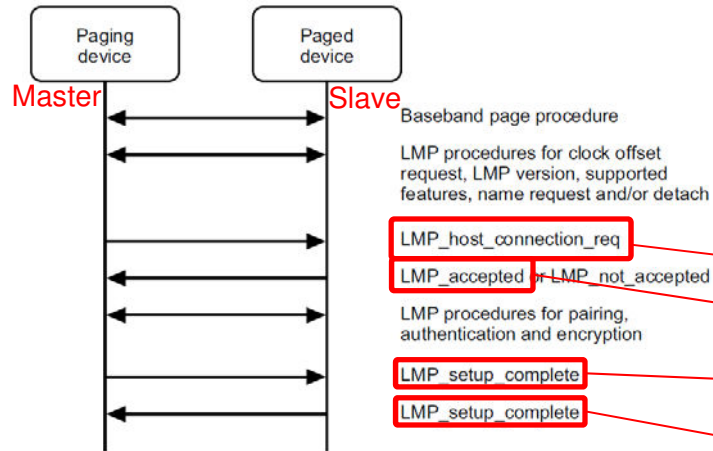 Paging
device
Paged
device
Master
Slave
Baseband page procedure
LMP procedures for clock offset
request, LMP version, supported
features, name request and/or detach
LMP_host_connection_req
LMP_accepted or LMP_not_accepted
LMP procedures for pairing,
authentication and encryption
LMP_setup_complete
LMP_setup_complete